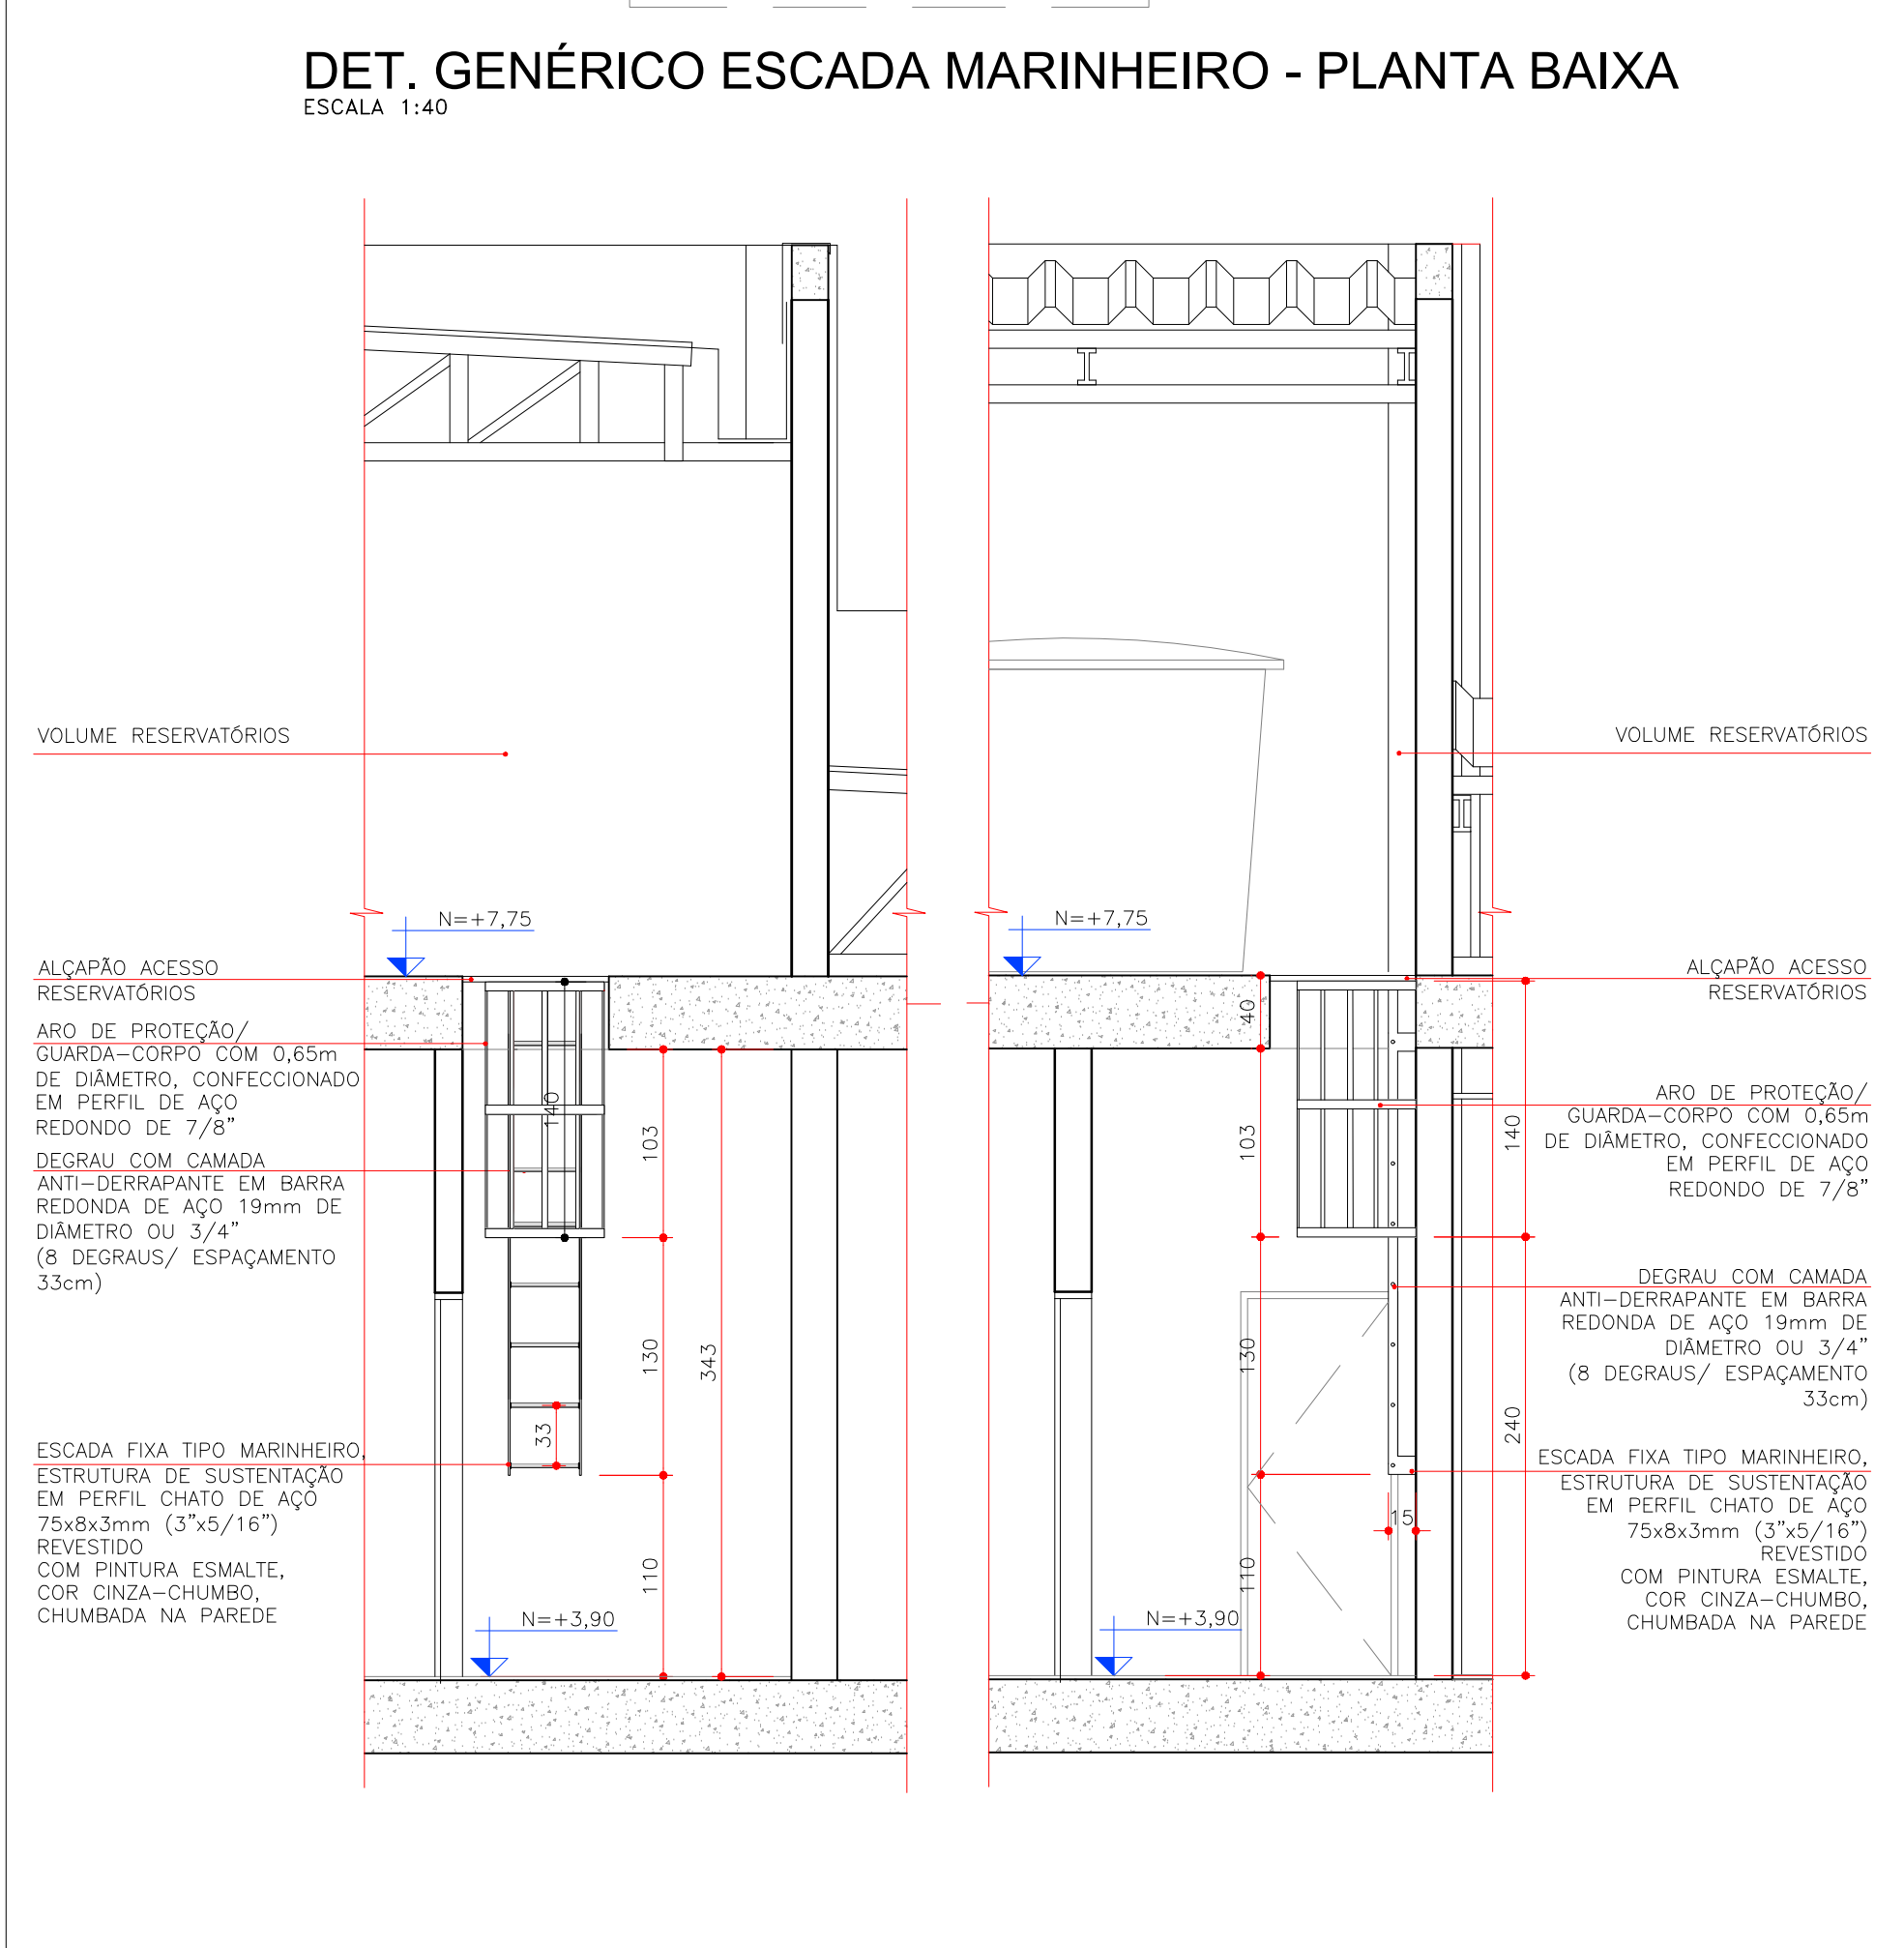 DET. GENÉRICO ESCADA MARINHEIRO - PLANTA BAIXA
ESCALA 1:40
VOLUME RESERVATÓRIOS
N=+7,75
ALÇAPÃO ACESSO
RESERVATÓRIOS
ARO DE PROTEÇÃO/
GUARDA-CORPO COM 0,65m
DE DIÂMETRO, CONFECCIONADO
EM PERFIL DE AÇO
REDONDO DE 7/8"
DEGRAU COM CAMADA
ANTI-DERRAPANTE EM BARRA
REDONDA DE AÇO 19mm DE
DIÂMETRO OU 3/4"
(8 DEGRAUS/ ESPAÇAMENTO
33cm)
ESCADA FIXA TIPO MARINHEIRO,
ESTRUTURA DE SUSTENTAÇÃO
EM PERFIL CHATO DE AÇO
75x8x3mm (3"x5/16")
REVESTIDO
COM PINTURA ESMALTE,
COR CINZA-CHUMBO,
CHUMBADA NA PAREDE
140
103
130
343
33
110
N=+3,90
N=+7,75
40
103
130
15
110
N=+3,90
140
240
VOLUME RESERVATÓRIOS
ALÇAPÃO ACESSO
RESERVATÓRIOS
ARO DE PROTEÇÃO/
GUARDA-CORPO COM 0,65m
DE DIÂMETRO, CONFECCIONADO
EM PERFIL DE AÇO
REDONDO DE 7/8"
DEGRAU COM CAMADA
ANTI-DERRAPANTE EM BARRA
REDONDA DE AÇO 19mm DE
DIÂMETRO OU 3/4"
(8 DEGRAUS/ ESPAÇAMENTO
33cm)
ESCADA FIXA TIPO MARINHEIRO,
ESTRUTURA DE SUSTENTAÇÃO
EM PERFIL CHATO DE AÇO
75x8x3mm (3"x5/16")
REVESTIDO
COM PINTURA ESMALTE,
COR CINZA-CHUMBO,
CHUMBADA NA PAREDE